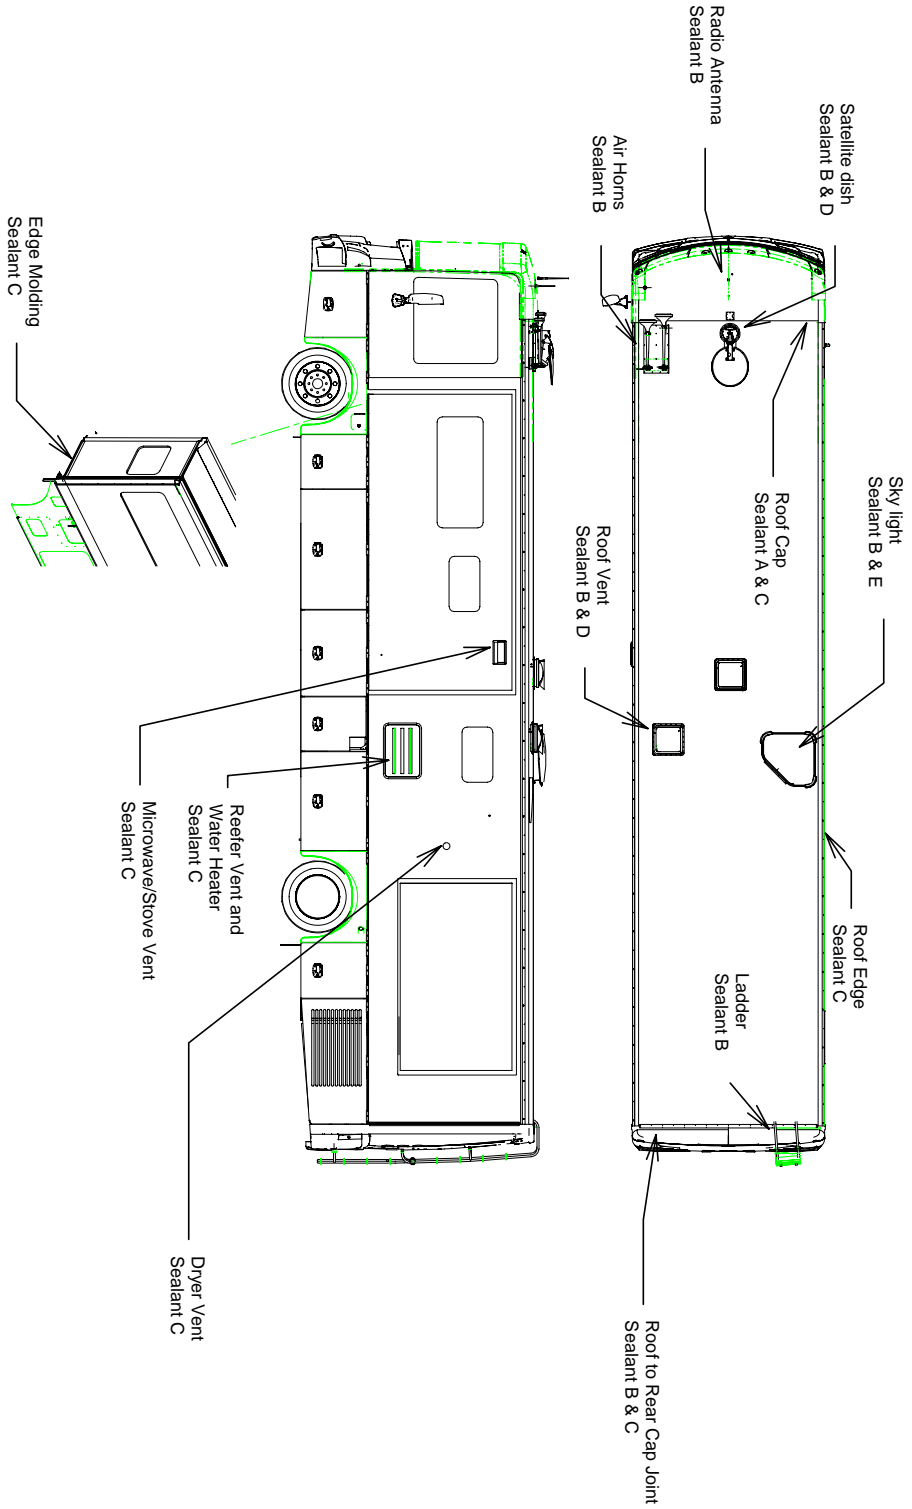 Sky light
Sealant B & E
Satellite dish
Sealant B & D
Radio Antenna
Sealant B
Air Horns
Sealant B
Roof Cap
Sealant A & C
Roof Vent
Sealant B & D
Roof Edge
Sealant C
Ladder
Sealant B
Roof to Rear Cap Joint
Sealant B & C
Edge Molding
Sealant C
Reefer Vent and
Water Heater
Sealant C
Microwave/Stove Vent
Sealant C
Dryer Vent
Sealant C